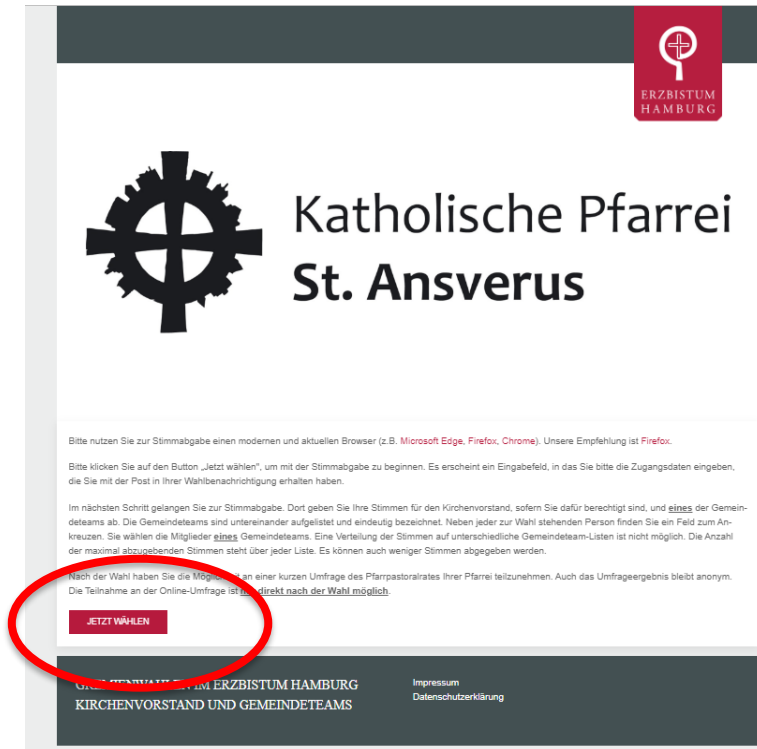 ERZBISTUM
HAMBURG
Katholische Pfarrei
St. Ansverus
Bitte nutzen Sie zur Stimmabgabe einen modernen und aktuellen Browser (z.B. Microsoft Edge, Firefox, Chrome). Unsere Empfehlung ist Firefox.
Bitte klicken Sie auf den Button „Jetzt wählen", um mit der Stimmabgabe zu beginnen. Es erscheint ein Eingabefeld, in das Sie bitte die Zugangsdaten eingeben,
die Sie mit der Post in Ihrer Wahlbenachrichtigung erhalten haben.
Im nächsten Schritt gelangen Sie zur Stimmabgabe. Dort geben Sie Ihre Stimmen für den Kirchenvorstand, sofern Sie dafür berechtigt sind, und eines der Gemein-
deteams ab. Die Gemeindeteams sind untereinander aufgelistet und eindeutig bezeichnet. Neben jeder zur Wahl stehenden Person finden Sie ein Feld zum An-
kreuzen. Sie wählen die Mitglieder eines Gemeindeteams. Eine Verteilung der Stimmen auf unterschiedliche Gemeindeteam-Listen ist nicht möglich. Die Anzahl
der maximal abzugebenden Stimmen steht über jeder Liste. Es können auch weniger Stimmen abgegeben werden.
Nach der Wahl haben Sie die Möglichkeit an einer kurzen Umfrage des Pfarrpastoralrates Ihrer Pfarrei teilzunehmen. Auch das Umfrageergebnis bleibt anonym.
Die Teilnahme an der Online-Umfrage ist direkt nach der Wahl möglich.
JETZT WÄHLEN
GREMIENWAHLEN IM ERZBISTUM HAMBURG
KIRCHENVORSTAND UND GEMEINDETEAMS
Impressum
Datenschutzerklärung